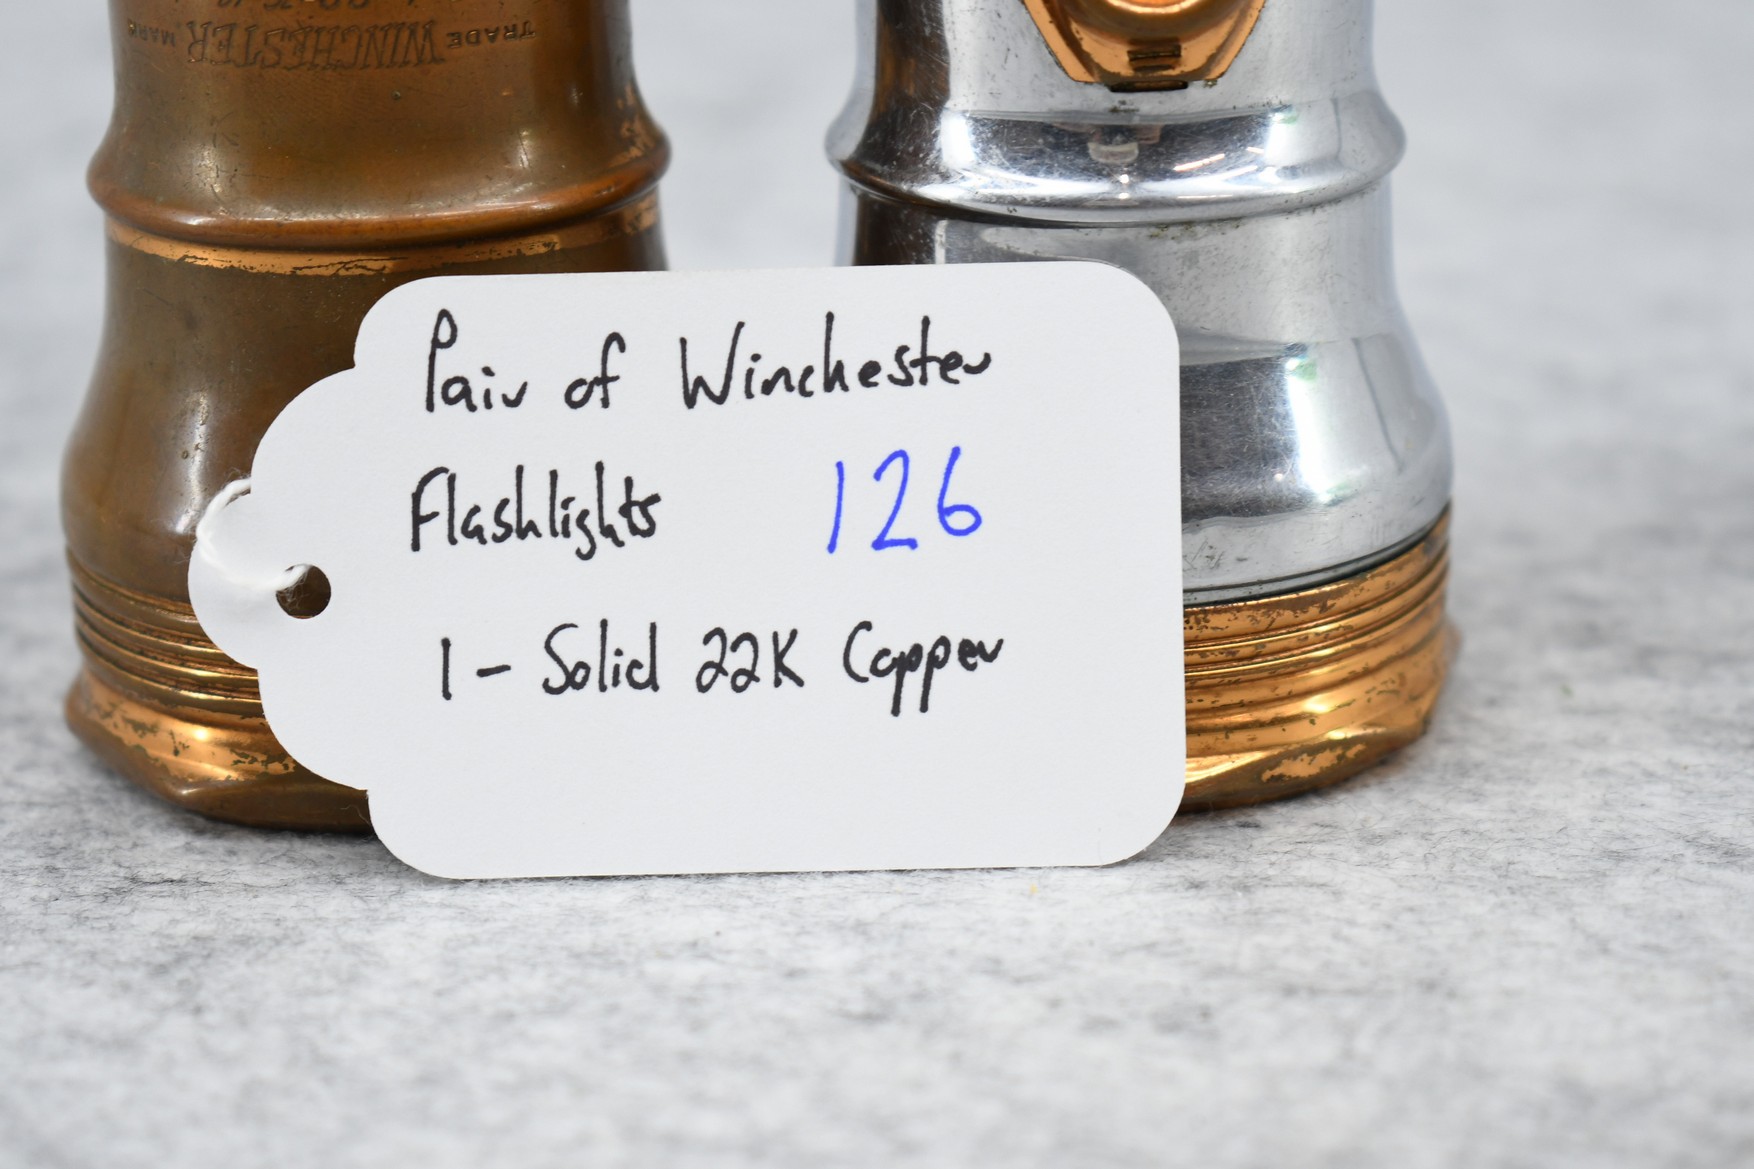 TRADE WINCHESTER MARK
Pair of Winchester
Flashlights 126
1 - Solid 22K Copper